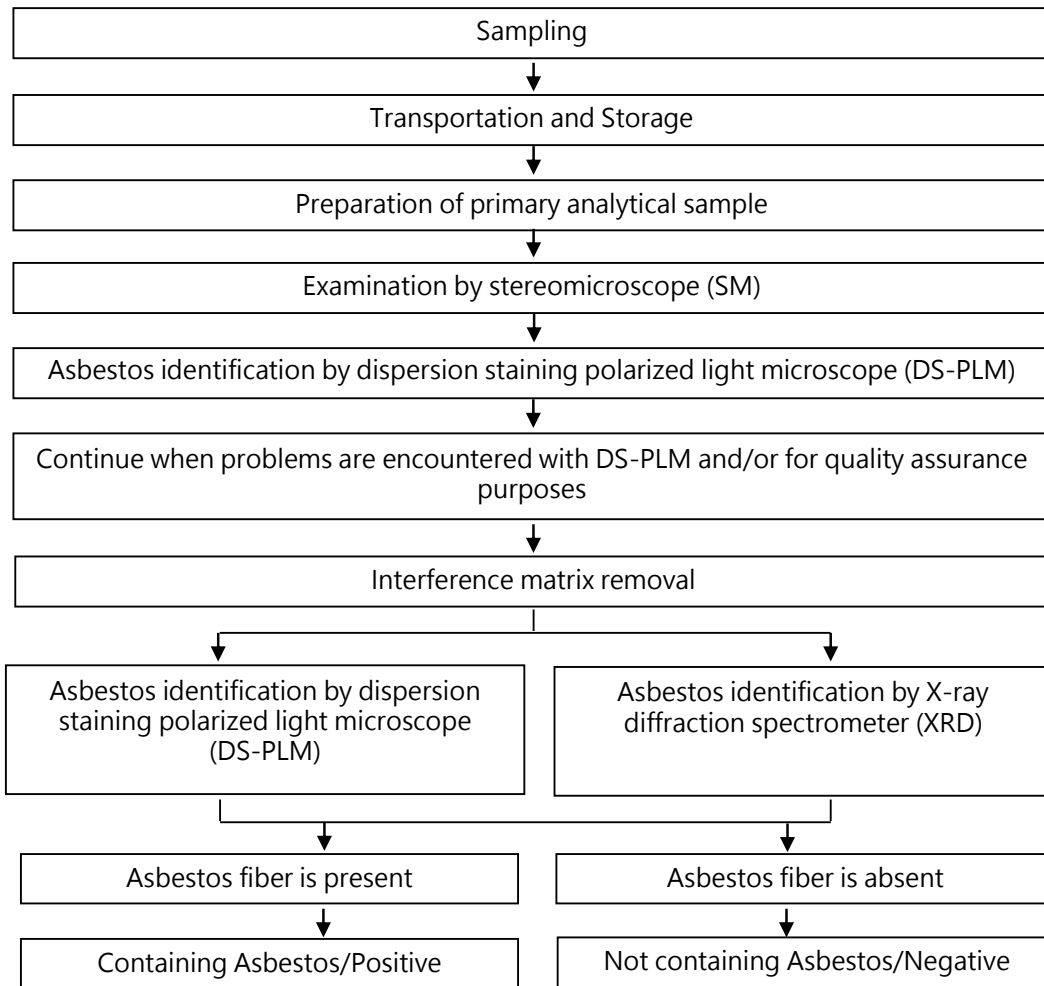 Sampling
Transportation and Storage
Preparation of primary analytical sample
Examination by stereomicroscope (SM)
Asbestos identification by dispersion staining polarized light microscope (DS-PLM)
Continue when problems are encountered with DS-PLM and/or for quality assurance
purposes
Interference matrix removal
Asbestos identification by dispersion
staining polarized light microscope
(DS-PLM)
Asbestos identification by X-ray
diffraction spectrometer (XRD)
Asbestos fiber is present
Asbestos fiber is absent
Containing Asbestos/Positive
Not containing Asbestos/Negative